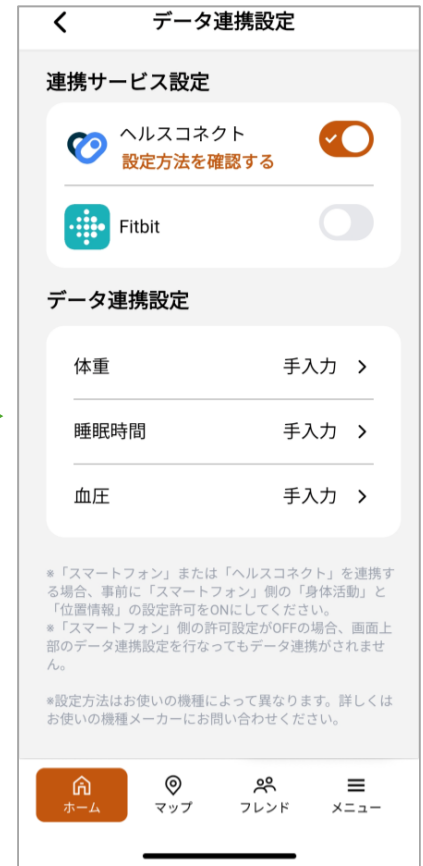 データ連携設定
連携サービス設定
ヘルスコネクト
設定方法を確認する
Fitbit
データ連携設定
体重 手入力
睡眠時間 手入力
血圧 手入力
※「スマートフォン」または「ヘルスコネクト」を連携す
る場合、事前に「スマートフォン」側の「身体活動」と
「位置情報」の設定許可をONにしてください。
※「スマートフォン」側の許可設定がOFFの場合、画面上
部のデータ連携設定を行なってもデータ連携がされませ
ん。
※設定方法はお使いの機種によって異なります。詳しくは
お使いの機種メーカーにお問い合わせください。
ホーム マップ フレンド メニュー